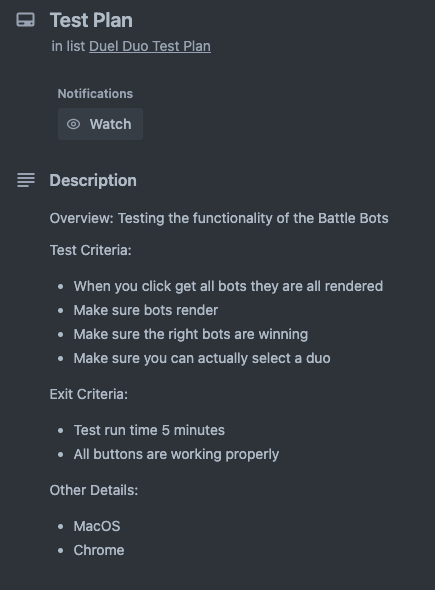 Test Plan
in list Duel Duo Test Plan
Notifications
Watch
Description
Overview: Testing the functionality of the Battle Bots
Test Criteria:
• When you click get all bots they are all rendered
• Make sure bots render
• Make sure the right bots are winning
• Make sure you can actually select a duo
Exit Criteria:
• Test run time 5 minutes
• All buttons are working properly
Other Details:
• MacOS
• Chrome